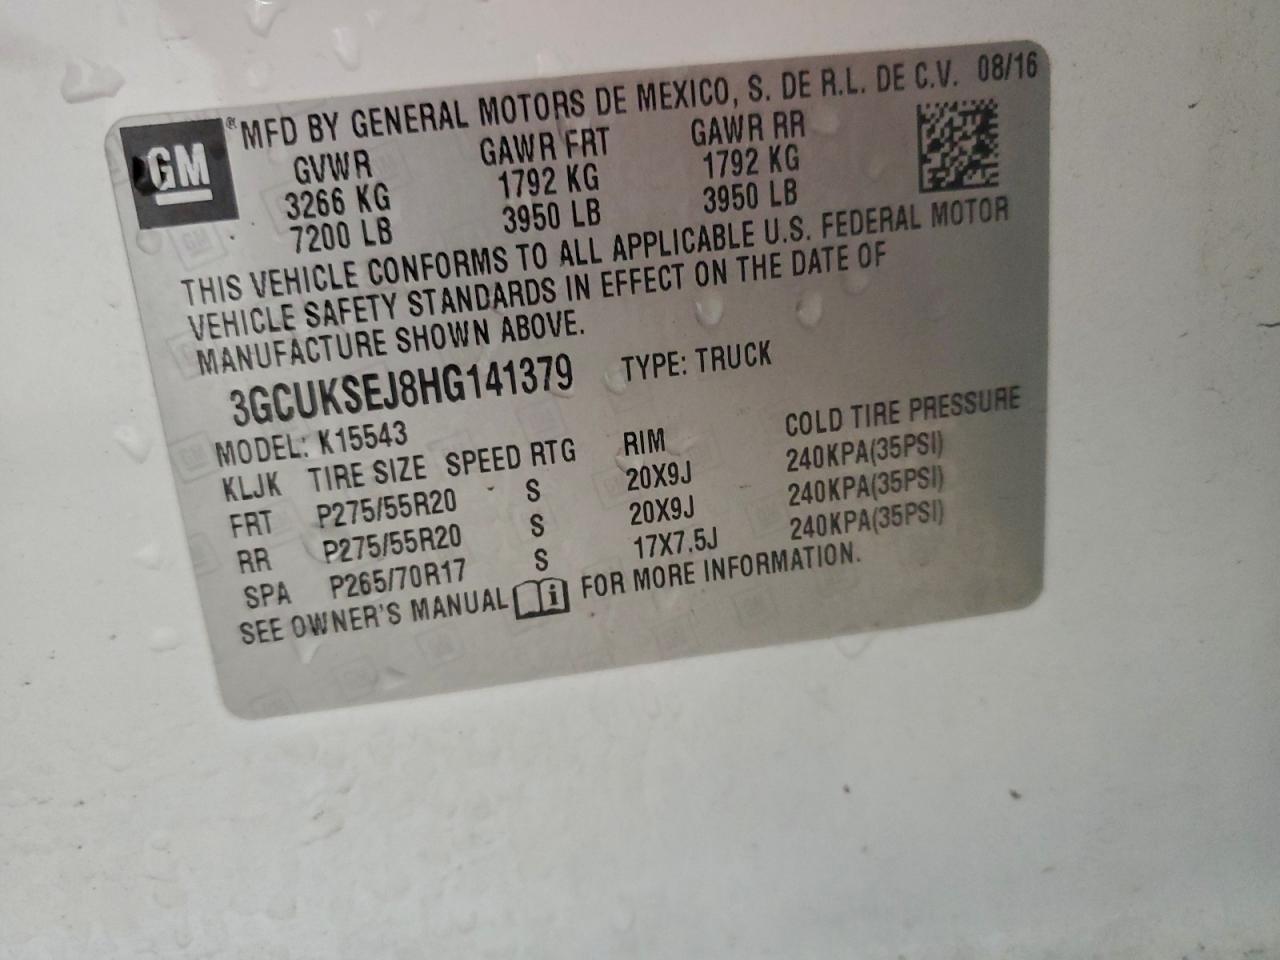 GM
® MFD BY GENERAL MOTORS DE MEXICO, S. DE R.L. DE C.V. 08/16
GVWR GAWR FRT GAWR RR
3266 KG 1792 KG 1792 KG
7200 LB 3950 LB 3950 LB
THIS VEHICLE CONFORMS TO ALL APPLICABLE U.S. FEDERAL MOTOR
VEHICLE SAFETY STANDARDS IN EFFECT ON THE DATE OF
MANUFACTURE SHOWN ABOVE.
3GCUKSEJ8HG141379 TYPE: TRUCK
MODEL: K15543
KLJK TIRE SIZE SPEED RTG RIM COLD TIRE PRESSURE
FRT P275/55R20 S 20X9J 240KPA(35PSI)
RR P275/55R20 S 20X9J 240KPA(35PSI)
SPA P265/70R17 S 17X7.5J 240KPA(35PSI)
SEE OWNER'S MANUAL i FOR MORE INFORMATION.